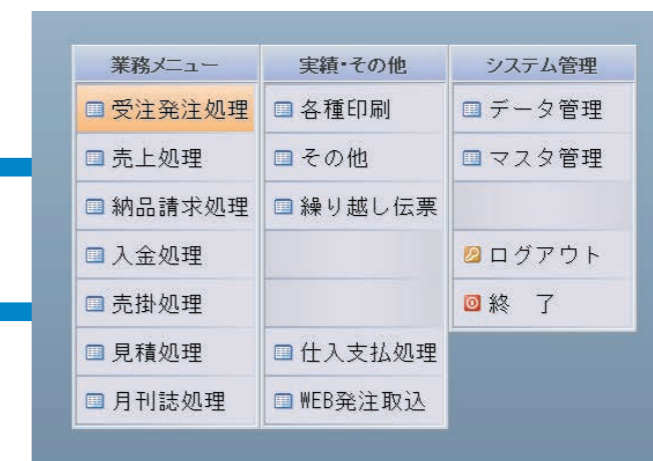 業務メニュー
実績・その他
システム管理
受注発注処理
各種印刷
データ管理
売上処理
その他
マスタ管理
納品請求処理
繰り越し伝票
入金処理
ログアウト
売掛処理
終 了
見積処理
仕入支払処理
月刊誌処理
WEB発注取込